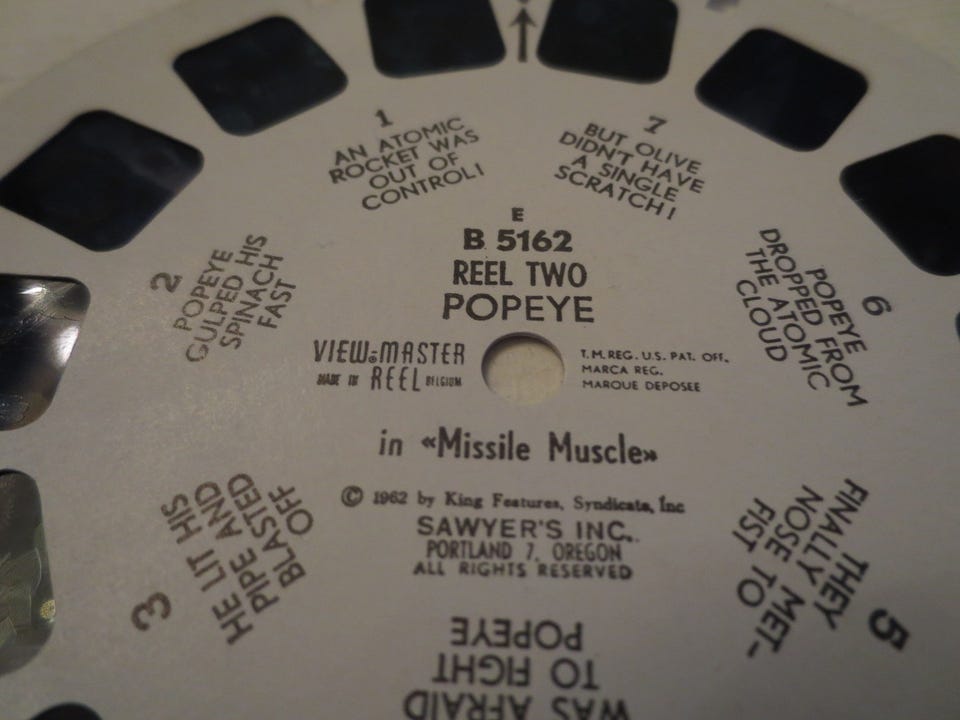 1
AN ATOMIC
ROCKET WAS
OUT OF
CONTROL!
7
BUT OLIVE
DIDN'T HAVE
A SINGLE
SCRATCH!
E
B 5162
REEL TWO
POPEYE
2
POPEYE
GULPED HIS
SPINACH
FAST
6
POPEYE
DROPPED FROM
THE ATOMIC
CLOUD
VIEW-MASTER
MADE IN REEL BELGIUM
T.M.REG. U.S. PAT. OFF.
MARCA REG.
MARQUE DEPOSEE
in «Missile Muscle»
© 1962 by King Features, Syndicate, Inc
SAWYER'S INC.
PORTLAND 7, OREGON
ALL RIGHTS RESERVED
3
HE LIT HIS
PIPE AND
BLASTED
OFF
5
THEY
FINALLY MET-
NOSE TO
FIST
WAS AFRAID
TO FIGHT
POPEYE